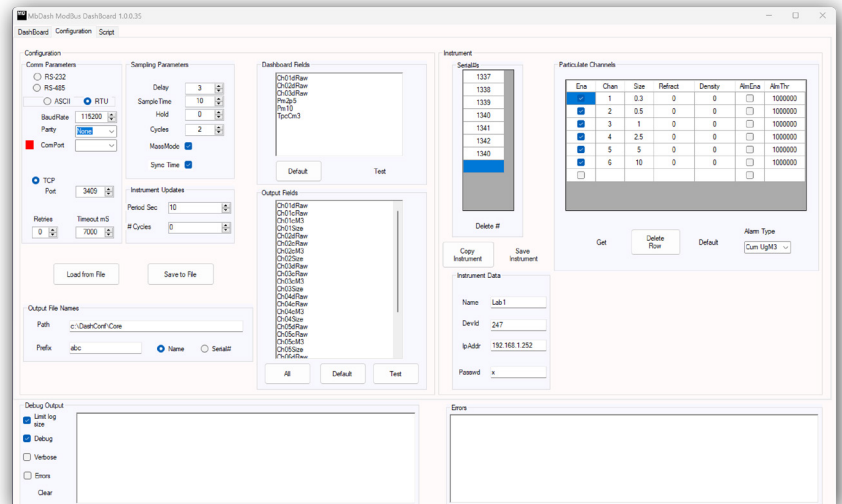 MbDash ModBus DashBoard 1.0.0.35
DashBoard Configuration Script
Configuration
Comm Parameters
RS-232
RS-485
ASCII RTU
BaudRate 115200
Parity None
ComPort
TCP
Port 3409
Retries Timeout mS
0 7000
Sampling Parameters
Delay 3
SampleTime 10
Hold 0
Cycles 2
MassMode
Sync Time
Instrument Updates
Period Sec 10
# Cycles 0
Load from File Save to File
Output File Names
Path c:\DashConf\Core
Prefix abc Name Serial#
Dashboard Fields
Ch01dRaw
Ch02dRaw
Ch03dRaw
Pm2p5
Pm10
TpcCm3
Default Test
Output Fields
Ch01dRaw
Ch01cRaw
Ch01cM3
Ch01Size
Ch02dRaw
Ch02cRaw
Ch02cM3
Ch02Size
Ch03dRaw
Ch03cRaw
Ch03cM3
Ch03Size
Ch04dRaw
Ch04cRaw
Ch04cM3
Ch04Size
Ch05dRaw
Ch05cRaw
Ch05cM3
Ch05Size
Ch06dRaw
All Default Test
Instrument
Serial#s
1337
1338
1339
1340
1341
1342
1340
Delete #
Copy Instrument Save Instrument
Particulate Channels
Ena Chan Size Refract Density AlmEna AlmThr
1 0.3 0 0 1000000
2 0.5 0 0 1000000
3 1 0 0 1000000
4 2.5 0 0 1000000
5 5 0 0 1000000
6 10 0 0 1000000
Alarm Type
Get Delete Row Default Cum UgM3
Instrument Data
Name Lab1
DevId 247
IpAddr 192.168.1.252
Passwd x
Debug Output
Limit log size
Debug
Verbose
Errors
Clear
Errors